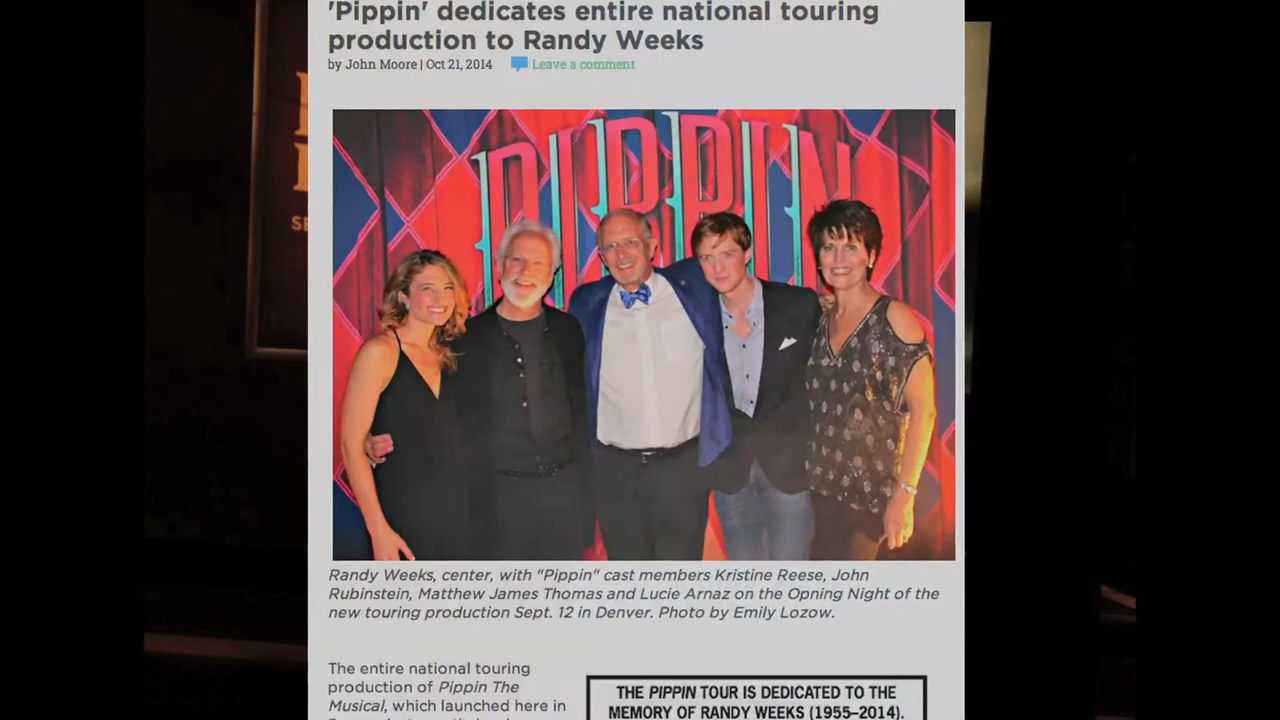 'Pippin' dedicates entire national touring
production to Randy Weeks
by John Moore | Oct 21, 2014 Leave a comment
PIPPIN
Randy Weeks, center, with "Pippin" cast members Kristine Reese, John
Rubinstein, Matthew James Thomas and Lucie Arnaz on the Opning Night of the
new touring production Sept. 12 in Denver. Photo by Emily Lozow.
The entire national touring
production of Pippin The
Musical, which launched here in
THE PIPPIN TOUR IS DEDICATED TO THE
MEMORY OF RANDY WEEKS (1955–2014).